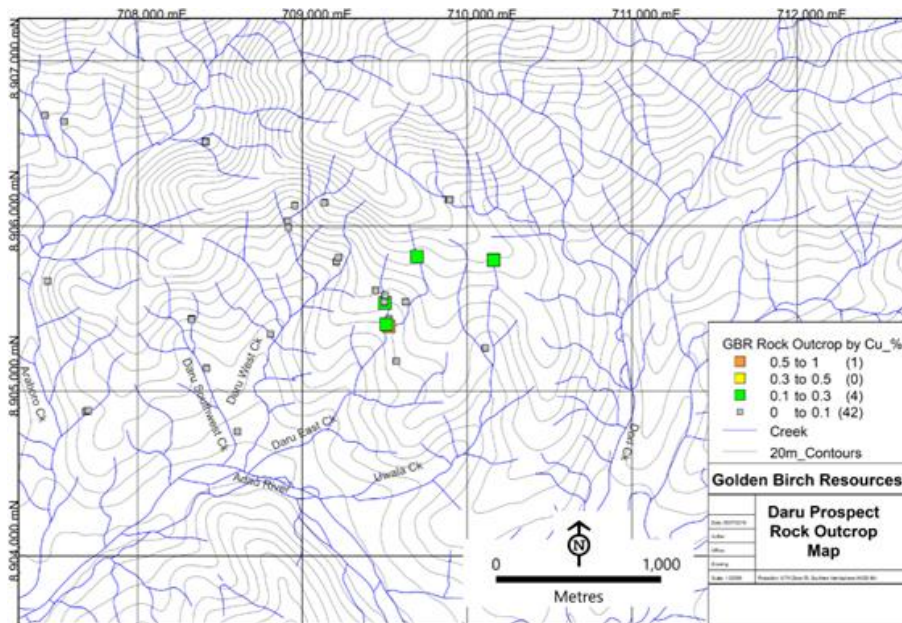 708,000 mE
709,000 mE
710,000 mE
711,000 mE
712,000 mE
8,907,000 mN
8,906,000 mN
8,905,000 mN
8,904,000 mN
Araboro Ck
Daru Southwest Ck
Daru West Ck
Daru East Ck
Uwala Ck
Adau River
Dou Ck
GBR Rock Outcrop by Cu_%
0.5 to 1 (1)
0.3 to 0.5 (0)
0.1 to 0.3 (4)
0 to 0.1 (42)
Creek
20m_Contours
Golden Birch Resources
Daru Prospect
Rock Outcrop
Map
N
0 1,000
Metres